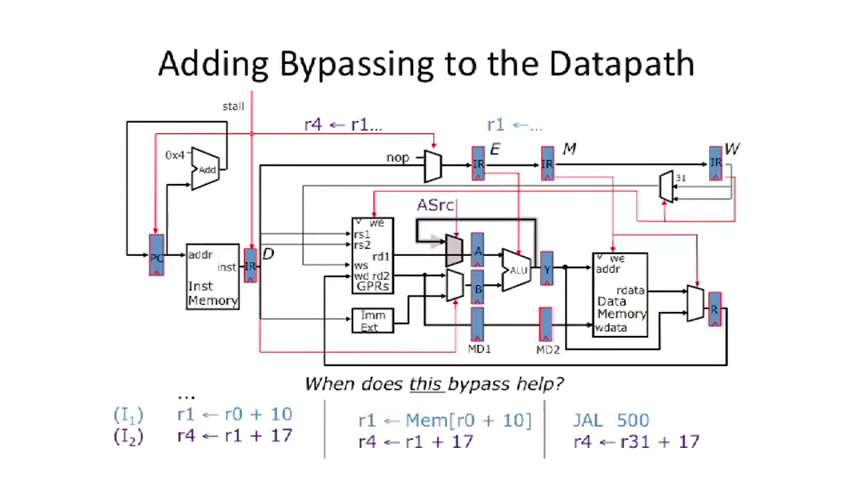 Adding Bypassing to the Datapath
stall
r4 ← r1...
r1 ←...
E
M
W
nop
IR
IR
IR
31
0x4
Add
ASrc
PC
addr
inst
Inst
Memory
IR
D
we
rs1
rs2
rd1
ws
wd rd2
GPRs
Imm
Ext
A
B
ALU
Y
MD1
MD2
we
addr
rdata
Data
Memory
wdata
R
When does this bypass help?
...
(I₁) r1 ← r0 + 10
(I₂) r4 ← r1 + 17
r1 ← Mem[r0 + 10]
r4 ← r1 + 17
JAL 500
r4 ← r31 + 17